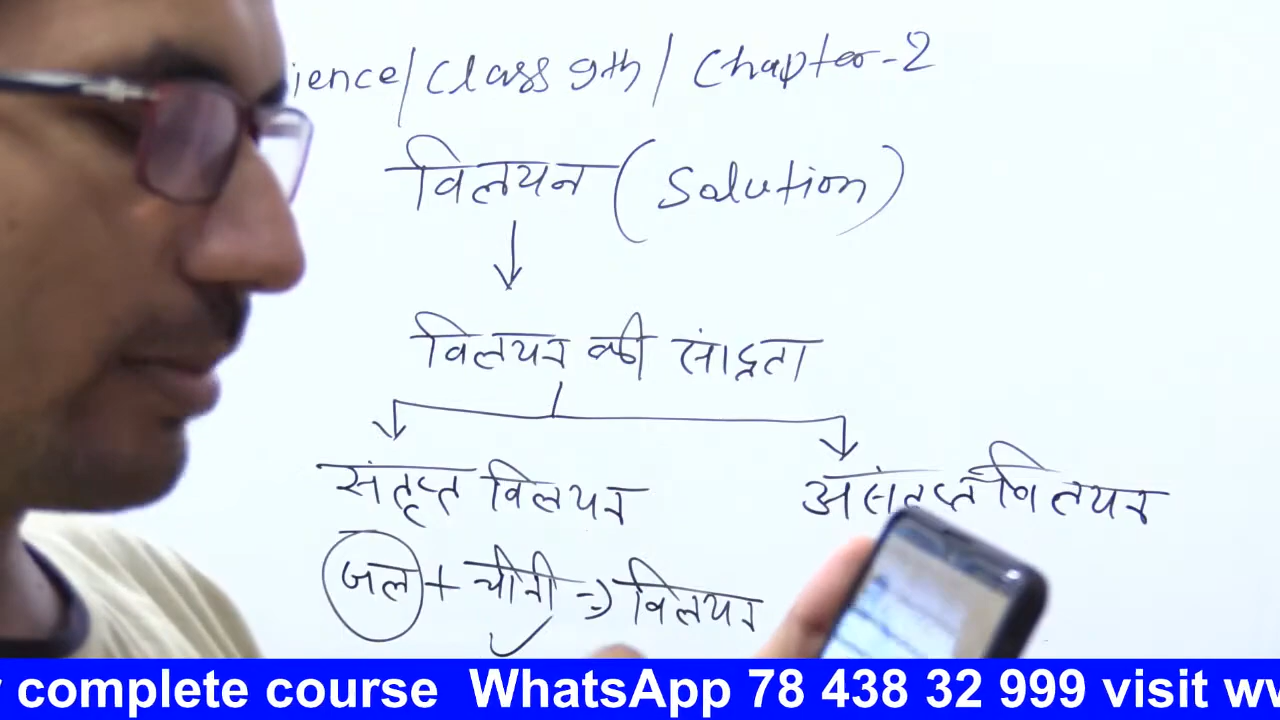 ience/Class 9th/Chapter-2
विलयन (Solution)
विलयन की सांद्रता
संतृप्त विलयन
असंतृप्त विलयन
जल + चीनी => विलयन
complete course WhatsApp 78 438 32 999 visit